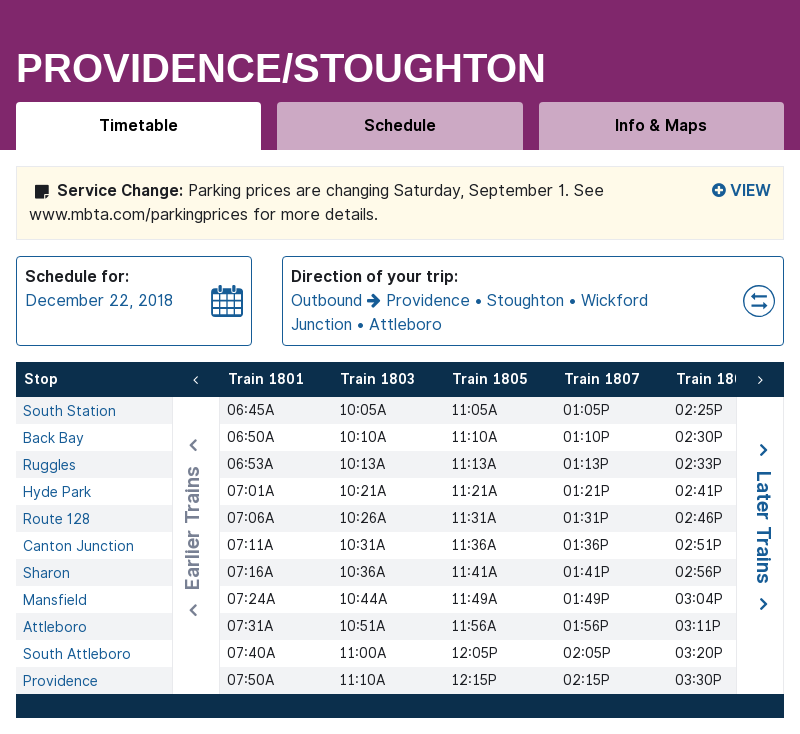 PROVIDENCE/STOUGHTON
Timetable Schedule Info & Maps
Service Change: Parking prices are changing Saturday, September 1. See VIEW
www.mbta.com/parkingprices for more details.
Schedule for: Direction of your trip:
December 22, 2018 Outbound → Providence • Stoughton • Wickford
Junction • Attleboro
Stop ‹ Train 1801 Train 1803 Train 1805 Train 1807 Train 180 ›
South Station 06:45A 10:05A 11:05A 01:05P 02:25P
Back Bay 06:50A 10:10A 11:10A 01:10P 02:30P
Ruggles 06:53A 10:13A 11:13A 01:13P 02:33P
Hyde Park 07:01A 10:21A 11:21A 01:21P 02:41P
Route 128 07:06A 10:26A 11:31A 01:31P 02:46P
Canton Junction 07:11A 10:31A 11:36A 01:36P 02:51P
Sharon 07:16A 10:36A 11:41A 01:41P 02:56P
Mansfield 07:24A 10:44A 11:49A 01:49P 03:04P
Attleboro 07:31A 10:51A 11:56A 01:56P 03:11P
South Attleboro 07:40A 11:00A 12:05P 02:05P 03:20P
Providence 07:50A 11:10A 12:15P 02:15P 03:30P
Earlier Trains
Later Trains